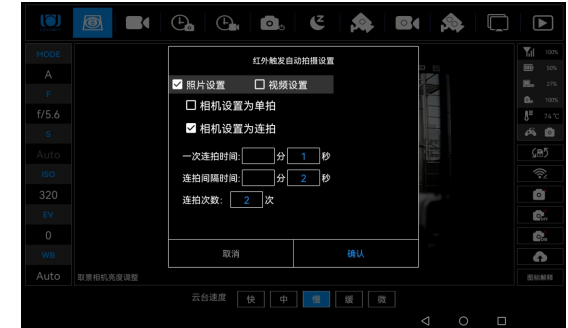 MODE
A
F
f/5.6
S
Auto
ISO
320
EV
0
WB
Auto
红外触发自动拍摄设置
照片设置 视频设置
相机设置为单拍
相机设置为连拍
一次连拍时间: 分 1 秒
连拍间隔时间: 分 2 秒
连拍次数: 2 次
取消 确认
取景相机亮度调整
云台速度 快 中 慢 缓 微
100%
50%
27%
100%
74℃
图标解释